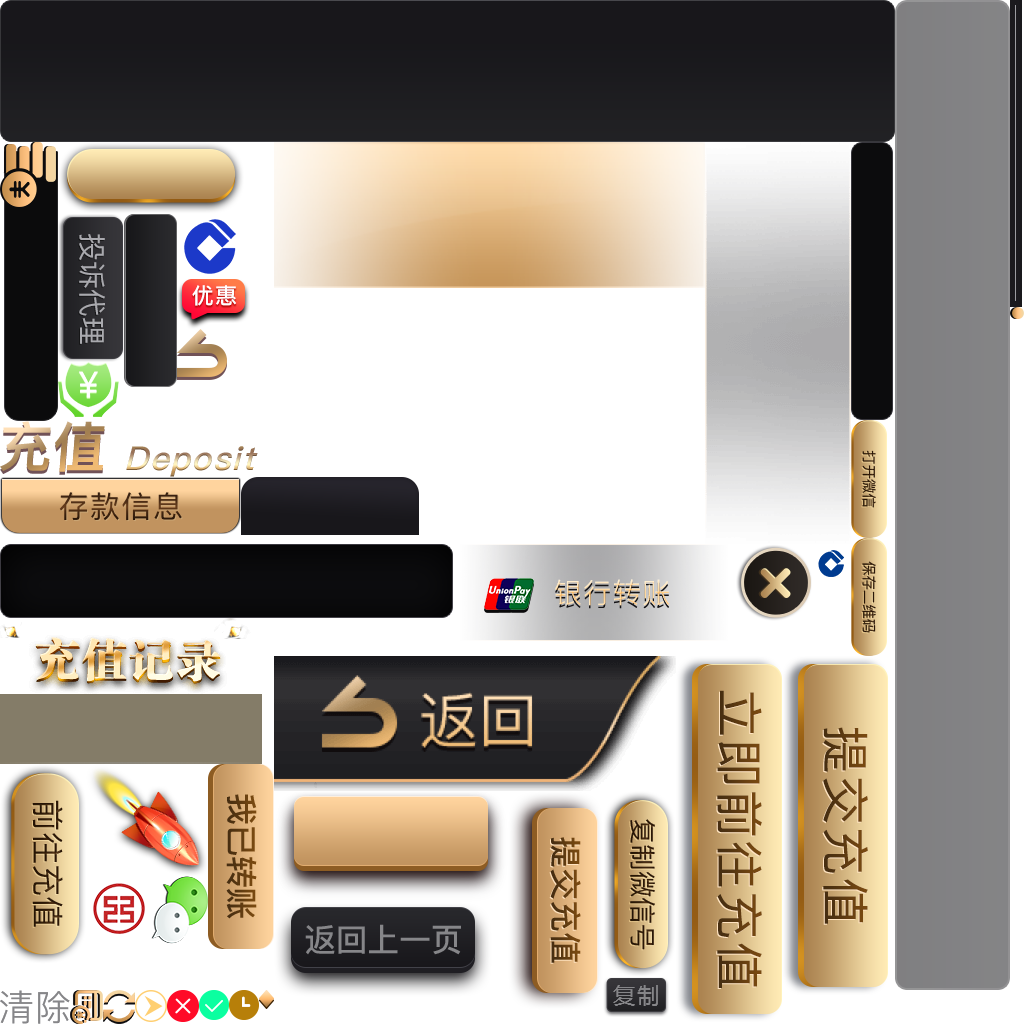 投诉代理
优惠
¥
充值 Deposit
存款信息
打开微信
UnionPay
银联
银行转账
保存二维码
充值记录
返回
立即前往充值
提交充值
前往充值
我已转账
提交充值
复制微信号
返回上一页
复制
清除